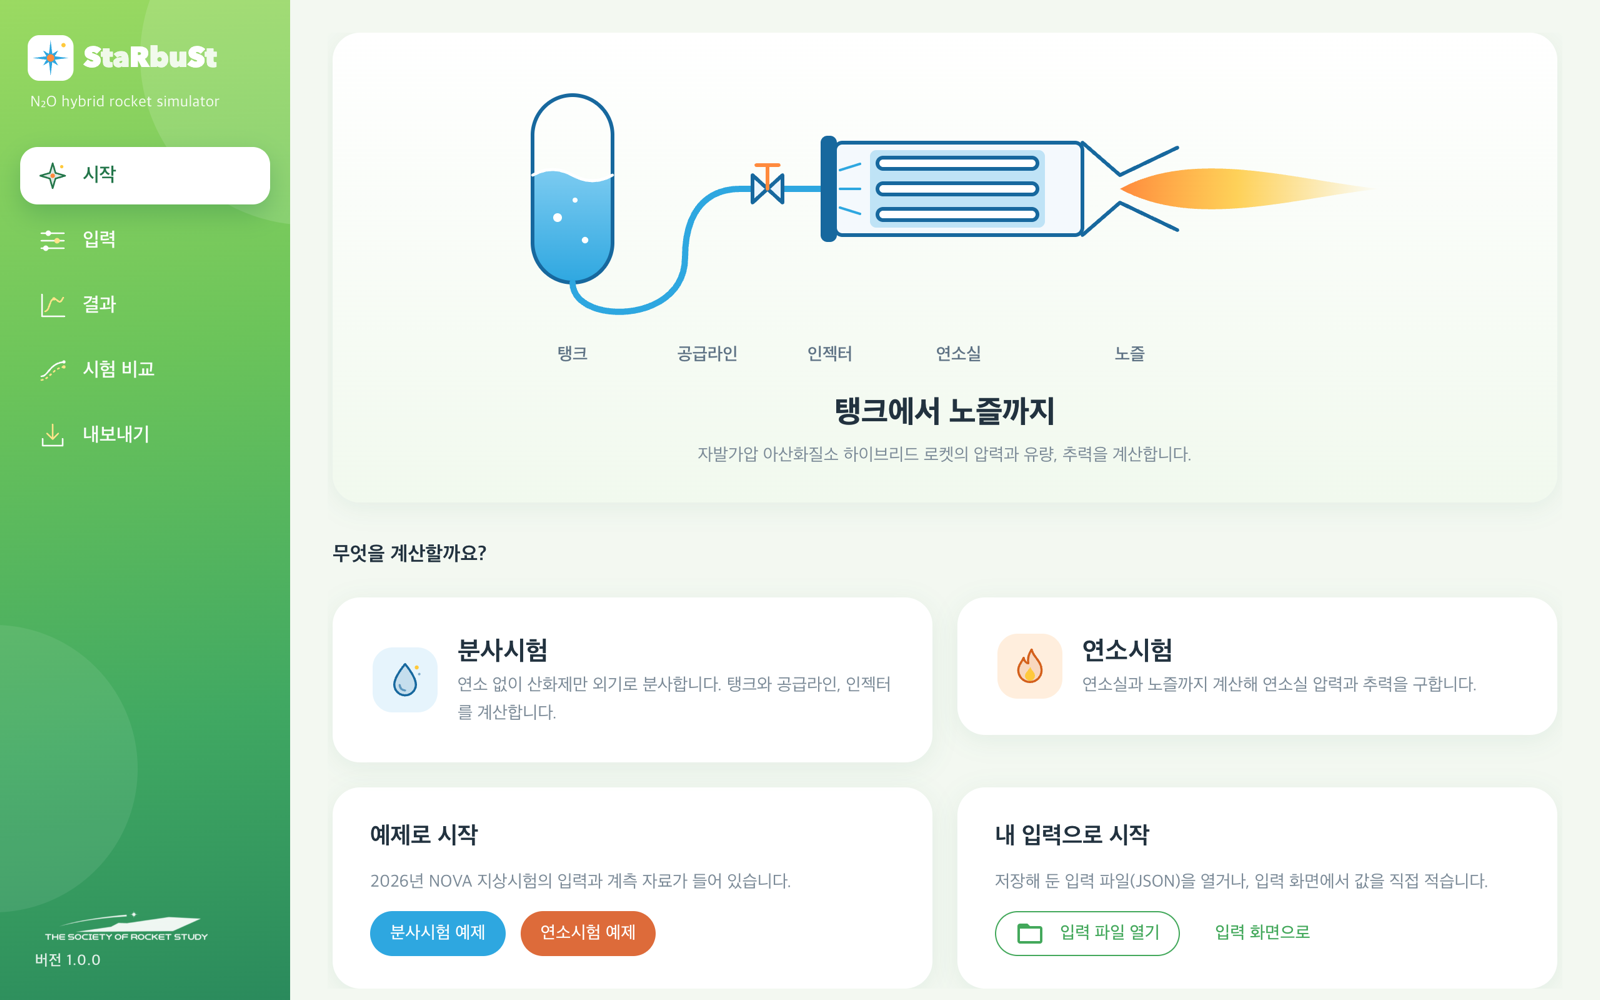 StaRbuSt
N₂O hybrid rocket simulator
시작
입력
결과
시험 비교
내보내기
THE SOCIETY OF ROCKET STUDY
버전 1.0.0
탱크
공급라인
인젝터
연소실
노즐
탱크에서 노즐까지
자발가압 아산화질소 하이브리드 로켓의 압력과 유량, 추력을 계산합니다.
무엇을 계산할까요?
분사시험
연소 없이 산화제만 외기로 분사합니다. 탱크와 공급라인, 인젝터
를 계산합니다.
연소시험
연소실과 노즐까지 계산해 연소실 압력과 추력을 구합니다.
예제로 시작
2026년 NOVA 지상시험의 입력과 계측 자료가 들어 있습니다.
분사시험 예제
연소시험 예제
내 입력으로 시작
저장해 둔 입력 파일(JSON)을 열거나, 입력 화면에서 값을 직접 적습니다.
입력 파일 열기
입력 화면으로